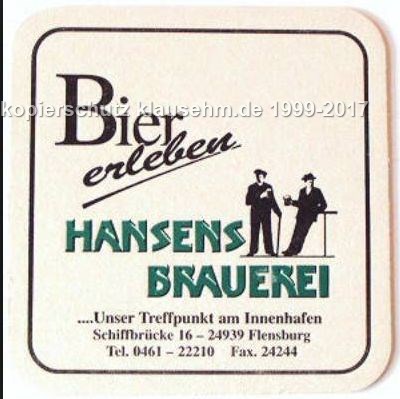 Bier
kopierschutz klausehm.de 1999-2017
erleben
HANSENS
BRAUEREI
....Unser Treffpunkt am Innenhafen
Schiffbrücke 16 – 24939 Flensburg
Tel. 0461 – 22210 Fax. 24244